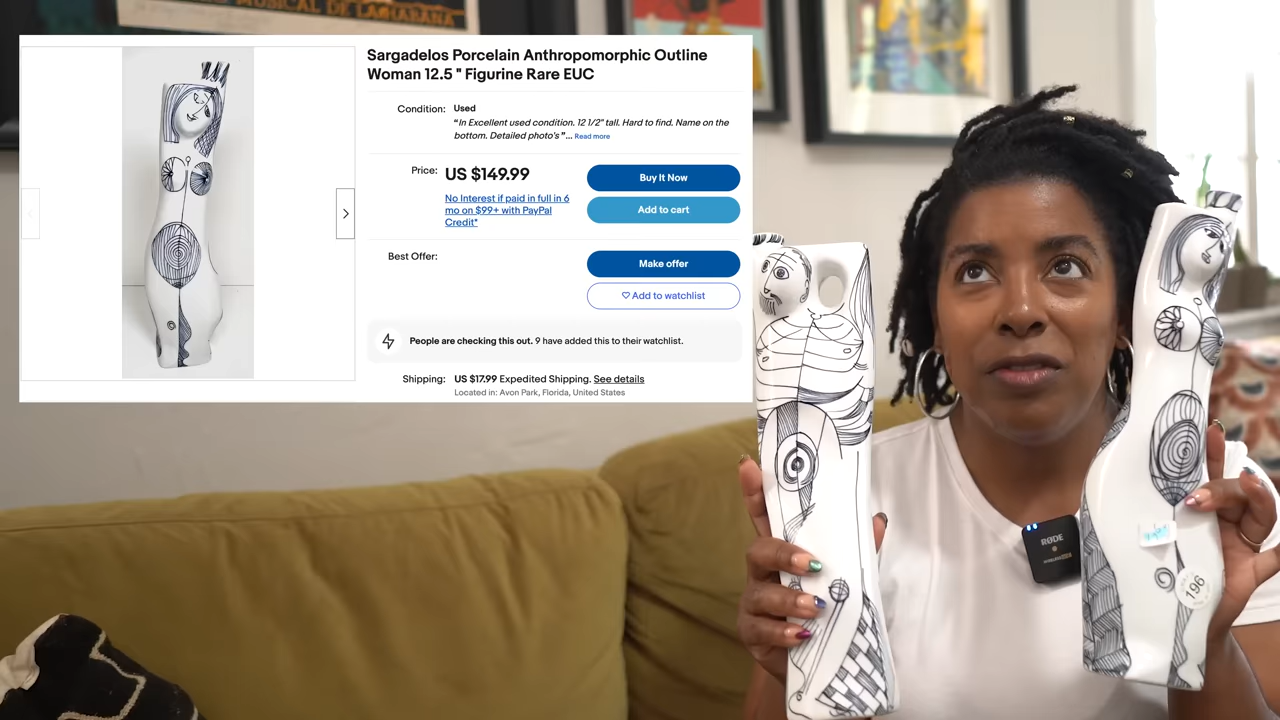 MUSICAL DE LA HABANA
Sargadelos Porcelain Anthropomorphic Outline
Woman 12.5 " Figurine Rare EUC
Condition: Used
“In Excellent used condition. 12 1/2" tall. Hard to find. Name on the
bottom. Detailed photo's ”... Read more
Price: US $149.99
Buy It Now
No Interest if paid in full in 6
mo on $99+ with PayPal
Credit*
Add to cart
Best Offer:
Make offer
Add to watchlist
People are checking this out. 9 have added this to their watchlist.
Shipping: US $17.99 Expedited Shipping. See details
Located in: Avon Park, Florida, United States
RØDE
196